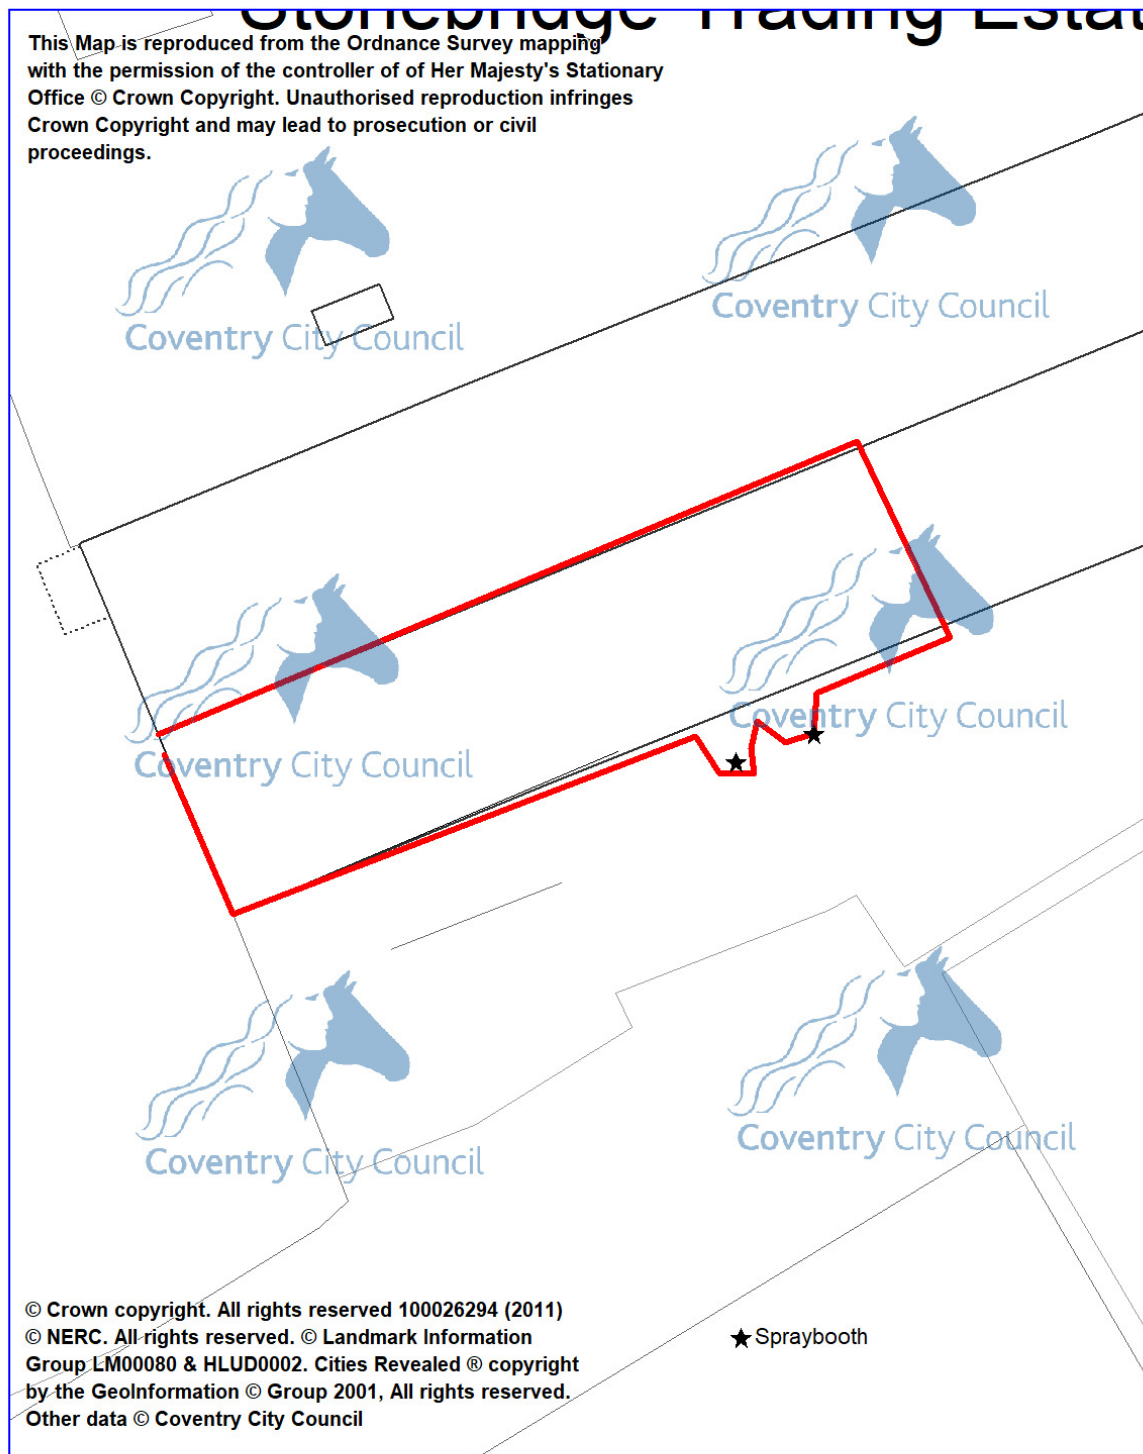 Stonebridge Trading Estat
This Map is reproduced from the Ordnance Survey mapping
with the permission of the controller of of Her Majesty's Stationary
Office © Crown Copyright. Unauthorised reproduction infringes
Crown Copyright and may lead to prosecution or civil
proceedings.
Coventry City Council
Coventry City Council
Coventry City Council
Coventry City Council
Coventry City Council
Coventry City Council
© Crown copyright. All rights reserved 100026294 (2011)
© NERC. All rights reserved. © Landmark Information
Group LM00080 & HLUD0002. Cities Revealed ® copyright
by the GeoInformation © Group 2001, All rights reserved.
Other data © Coventry City Council
Spraybooth